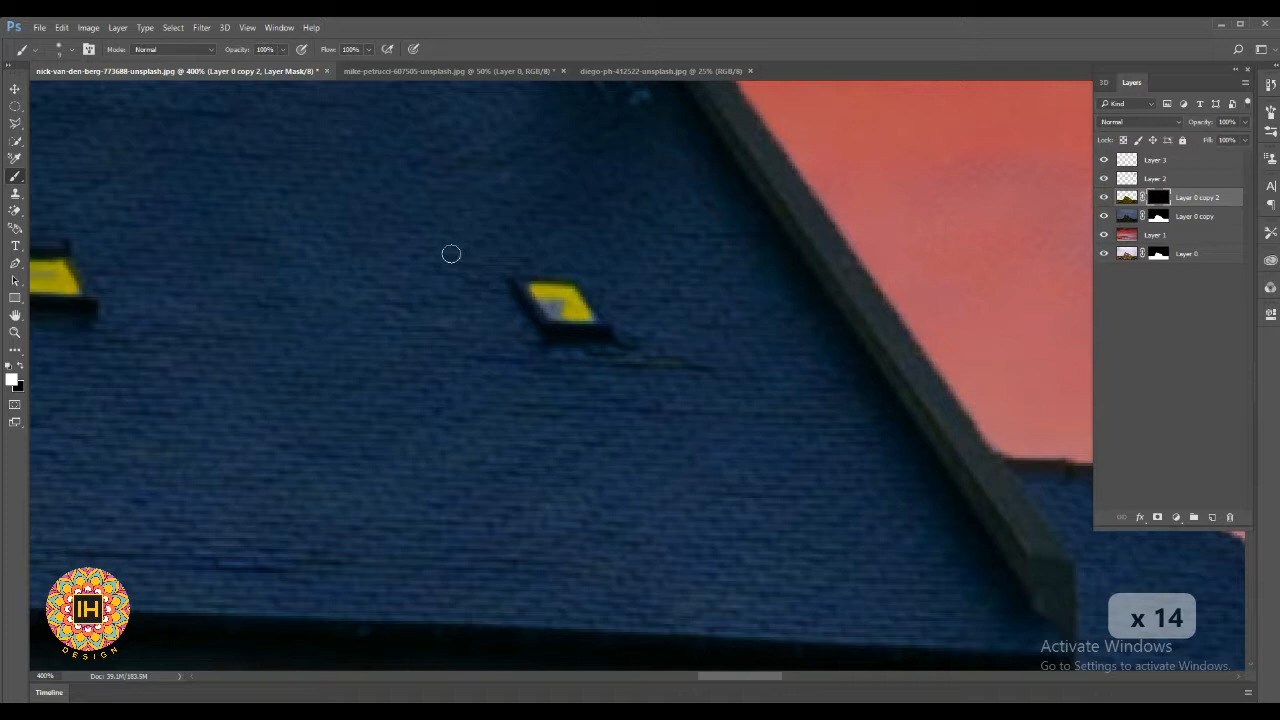 Ps File Edit Image Layer Type Select Filter 3D View Window Help
Mode: Normal Opacity: 100% Flow: 100%
nick-van-den-berg-773688-unsplash.jpg @ 400% (Layer 0 copy 2, Layer Mask/8) * × mike-petrucci-607505-unsplash.jpg @ 50% (Layer 0, RGB/8) * × diego-ph-412522-unsplash.jpg @ 25% (RGB/8) ×
3D Layers
Kind
Normal Opacity: 100%
Lock: Fill: 100%
Layer 3
Layer 2
Layer 0 copy 2
Layer 0 copy
Layer 1
Layer 0
IH
DESIGN
x 14
Activate Windows
Go to Settings to activate Windows.
400% Doc: 39.1M/183.5M
Timeline